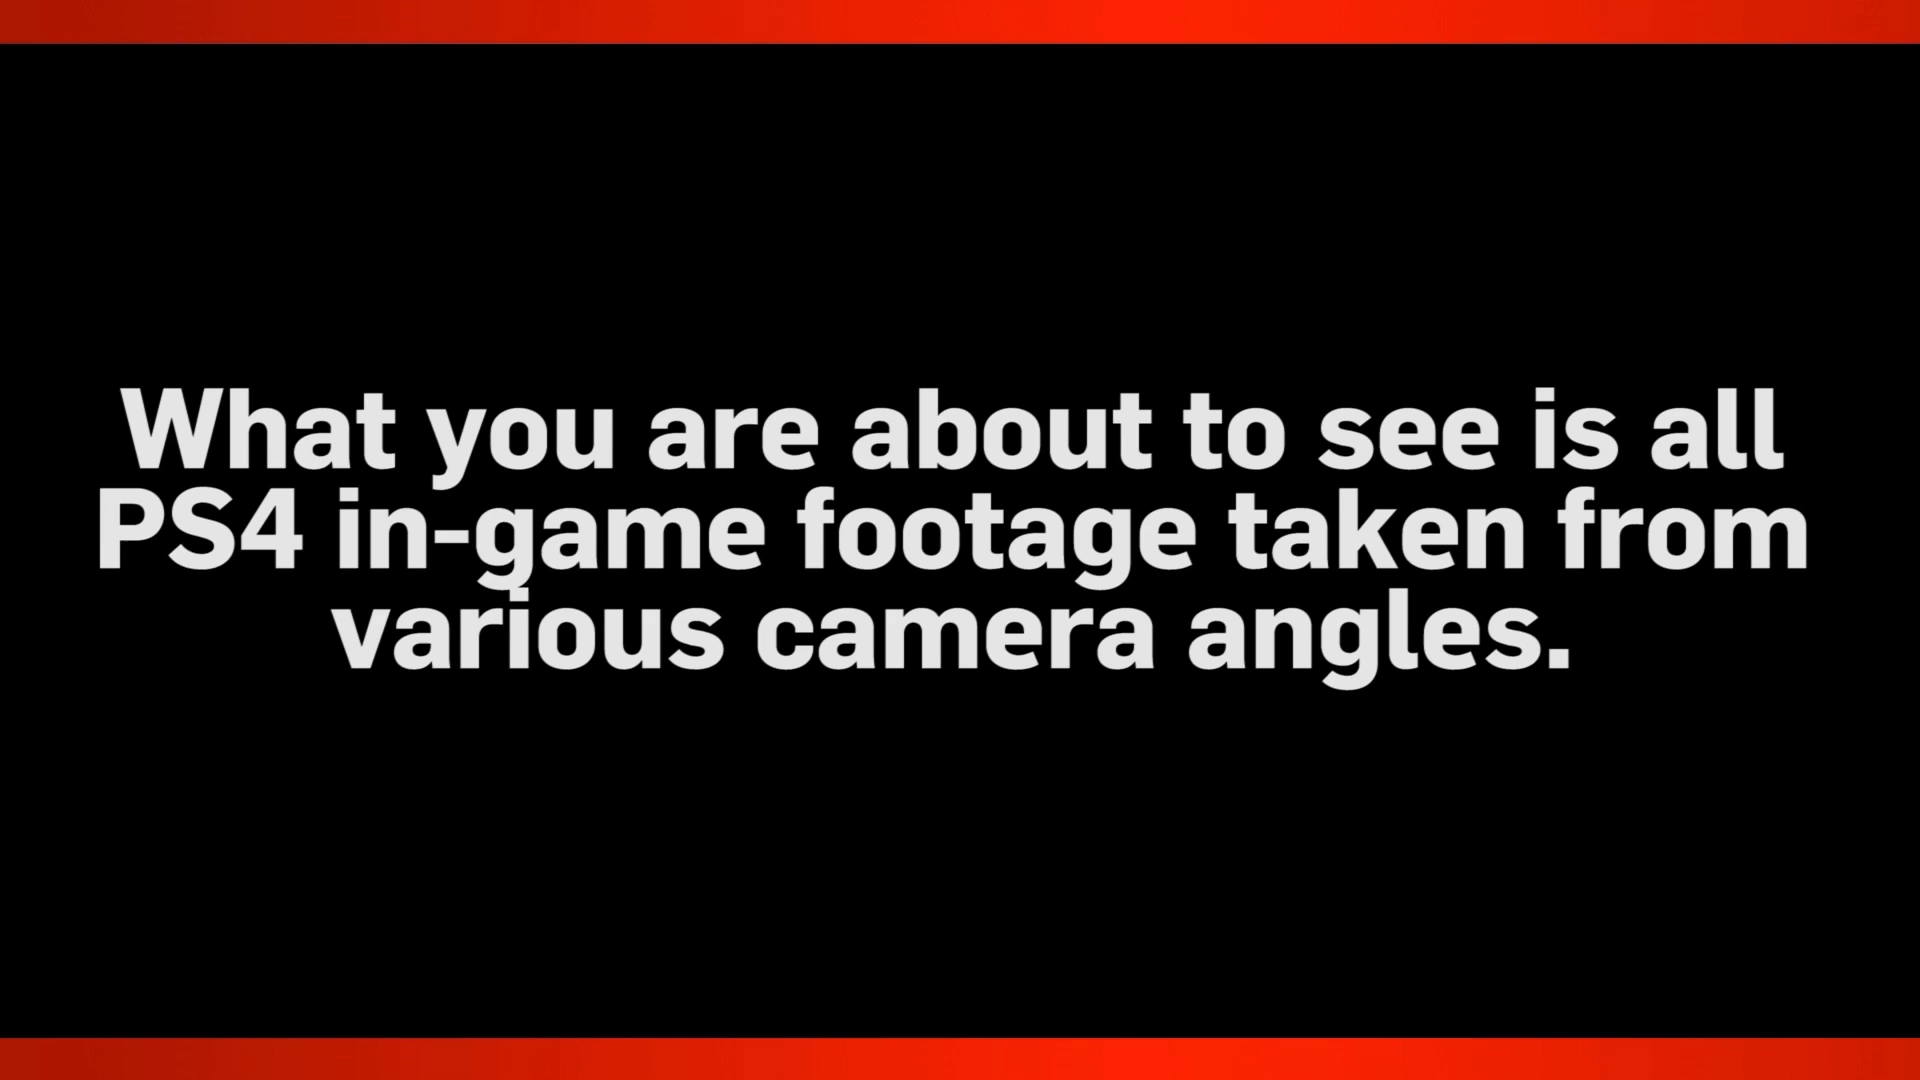 What you are about to see is all
PS4 in-game footage taken from
various camera angles.